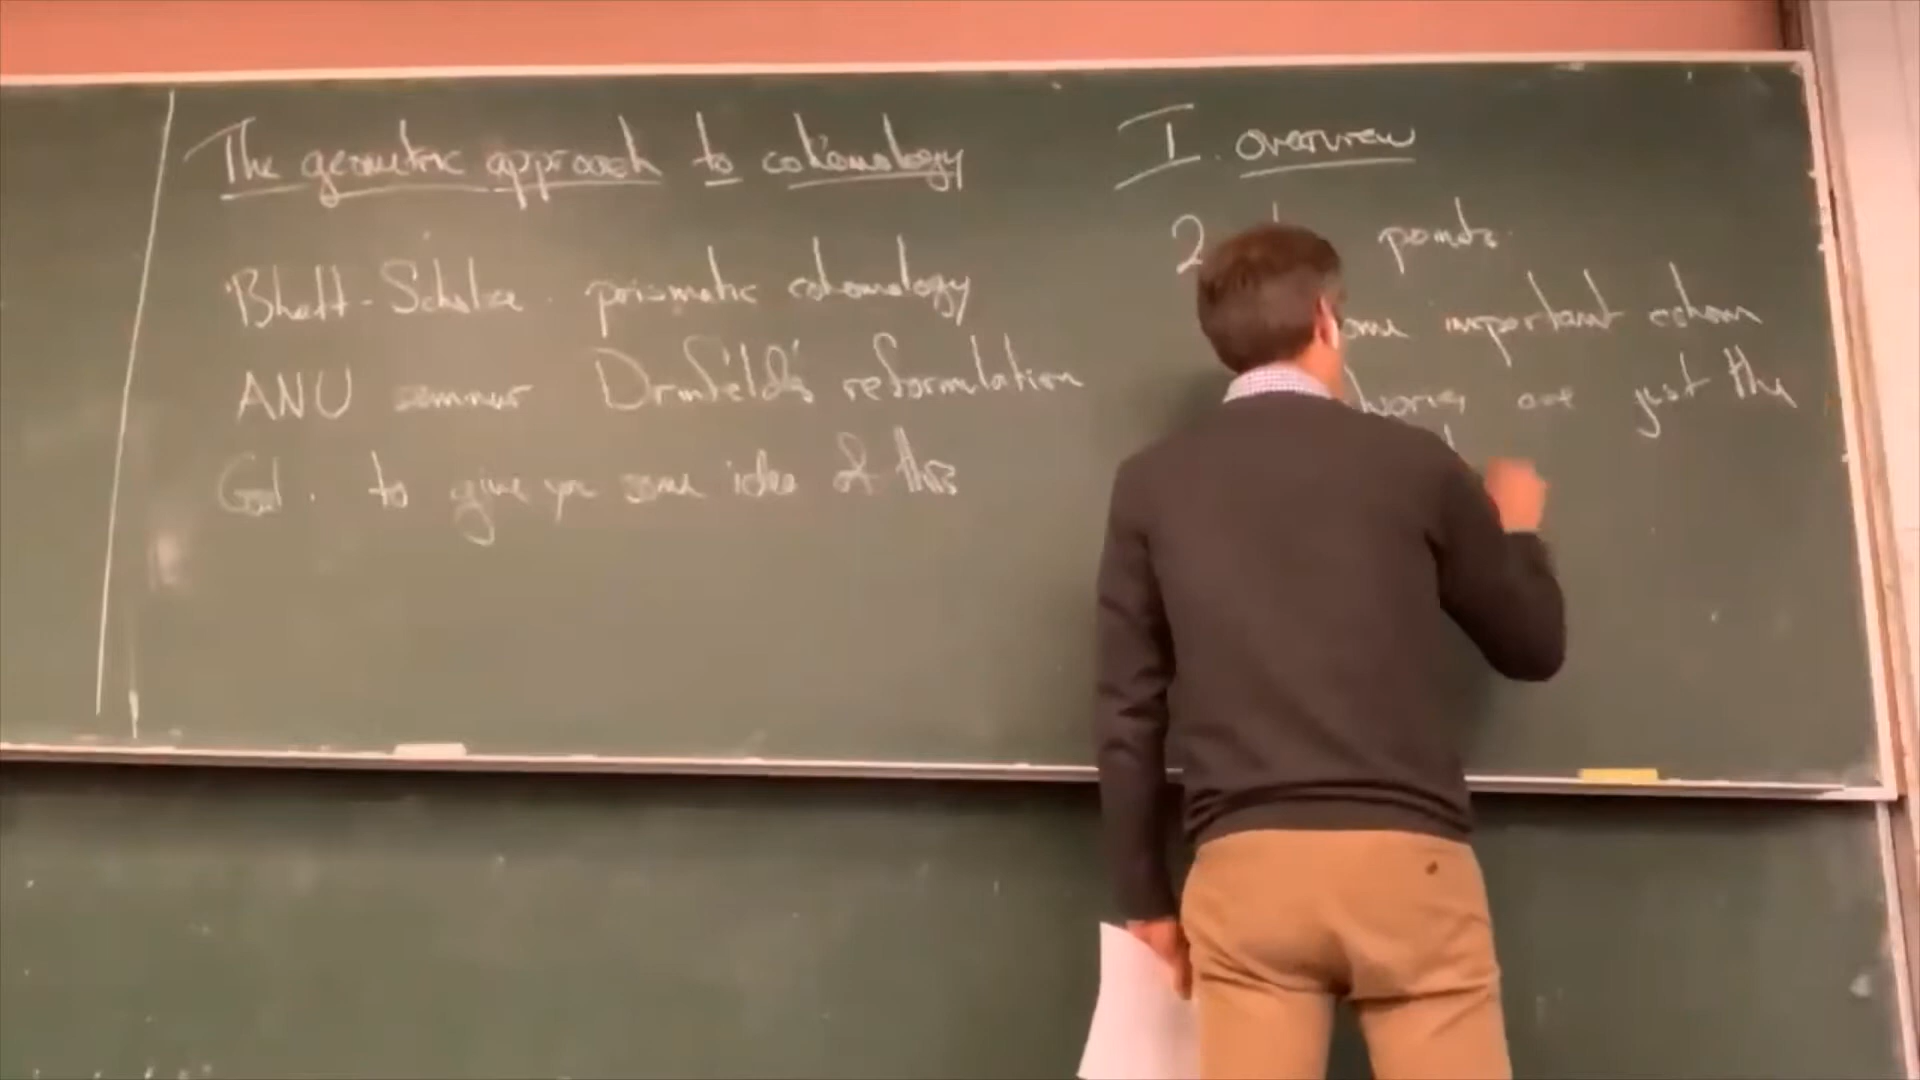 The geometric approach to cohomology
Bhatt-Scholze. prismatic cohomology
ANU seminar Drinfeld's reformulation
Goal. to give you some idea of this
I. overview
2 points.
some important cohom
are just the